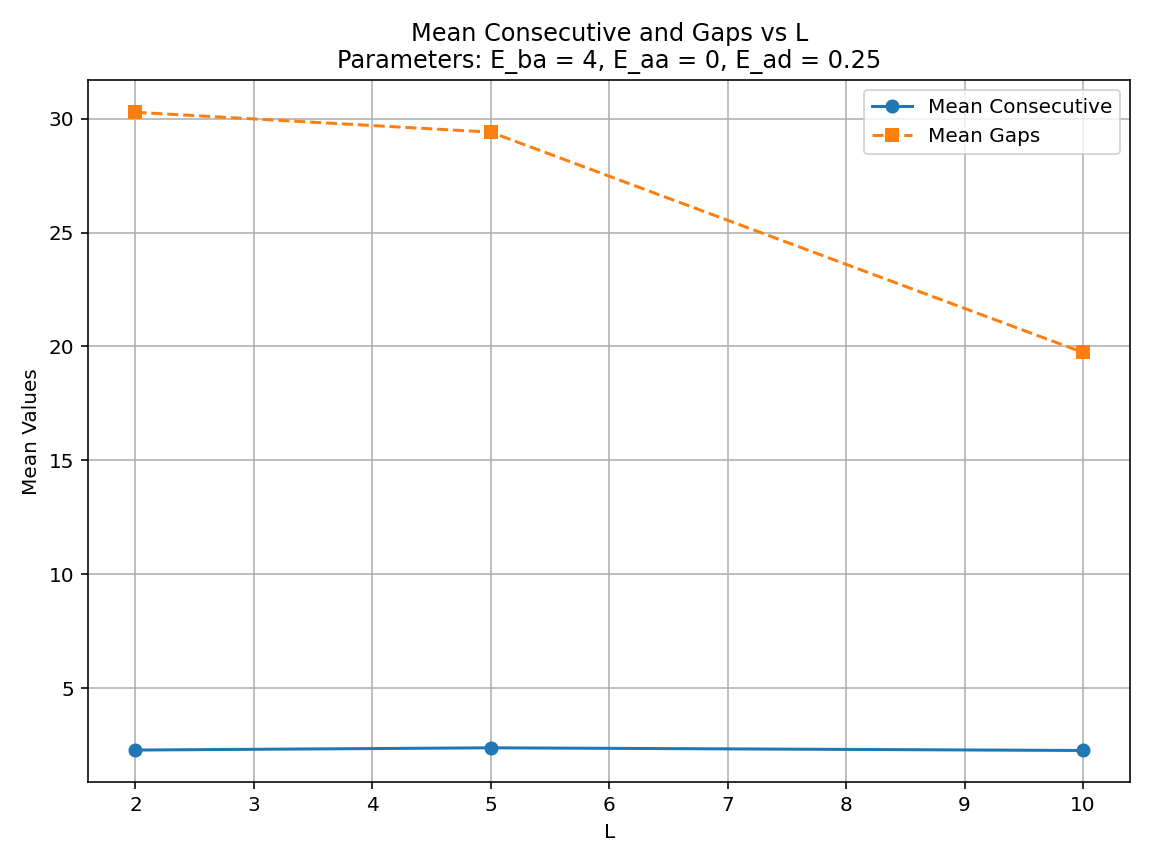 Mean Consecutive and Gaps vs L
Parameters: E_ba = 4, E_aa = 0, E_ad = 0.25
Mean Consecutive
Mean Gaps
Mean Values
30
25
20
15
10
5
2 3 4 5 6 7 8 9 10
L